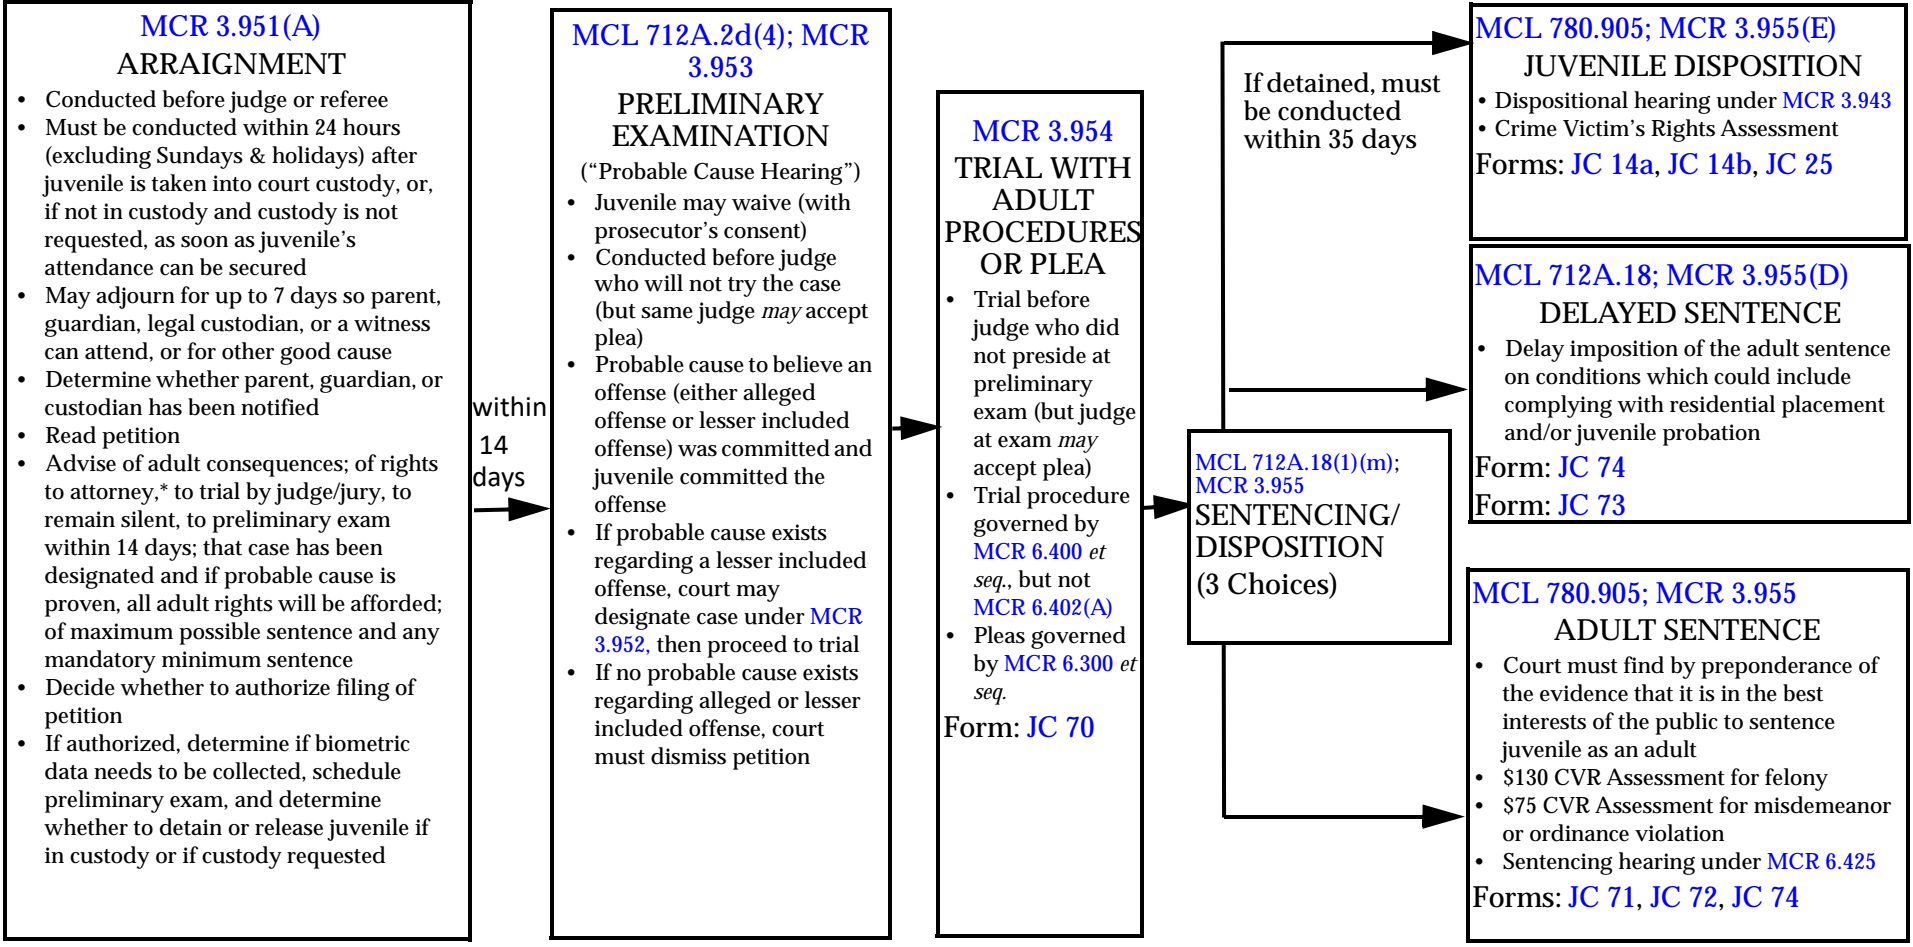 MCR 3.951(A)
ARRAIGNMENT
• Conducted before judge or referee
• Must be conducted within 24 hours
(excluding Sundays & holidays) after
juvenile is taken into court custody, or,
if not in custody and custody is not
requested, as soon as juvenile’s
attendance can be secured
• May adjourn for up to 7 days so parent,
guardian, legal custodian, or a witness
can attend, or for other good cause
• Determine whether parent, guardian, or
custodian has been notified
• Read petition
• Advise of adult consequences; of rights
to attorney,* to trial by judge/jury, to
remain silent, to preliminary exam
within 14 days; that case has been
designated and if probable cause is
proven, all adult rights will be afforded;
of maximum possible sentence and any
mandatory minimum sentence
• Decide whether to authorize filing of
petition
• If authorized, determine if biometric
data needs to be collected, schedule
preliminary exam, and determine
whether to detain or release juvenile if
in custody or if custody requested
within
14
days
MCL 712A.2d(4); MCR
3.953
PRELIMINARY
EXAMINATION
(“Probable Cause Hearing”)
• Juvenile may waive (with
prosecutor’s consent)
• Conducted before judge
who will not try the case
(but same judge may accept
plea)
• Probable cause to believe an
offense (either alleged
offense or lesser included
offense) was committed and
juvenile committed the
offense
• If probable cause exists
regarding a lesser included
offense, court may
designate case under MCR
3.952, then proceed to trial
• If no probable cause exists
regarding alleged or lesser
included offense, court
must dismiss petition
MCR 3.954
TRIAL WITH
ADULT
PROCEDURES
OR PLEA
• Trial before
judge who did
not preside at
preliminary
exam (but judge
at exam may
accept plea)
• Trial procedure
governed by
MCR 6.400 et
seq., but not
MCR 6.402(A)
• Pleas governed
by MCR 6.300 et
seq.
Form: JC 70
MCL 712A.18(1)(m);
MCR 3.955
SENTENCING/
DISPOSITION
(3 Choices)
If detained, must
be conducted
within 35 days
MCL 780.905; MCR 3.955(E)
JUVENILE DISPOSITION
• Dispositional hearing under MCR 3.943
• Crime Victim’s Rights Assessment
Forms: JC 14a, JC 14b, JC 25
MCL 712A.18; MCR 3.955(D)
DELAYED SENTENCE
• Delay imposition of the adult sentence
on conditions which could include
complying with residential placement
and/or juvenile probation
Form: JC 74
Form: JC 73
MCL 780.905; MCR 3.955
ADULT SENTENCE
• Court must find by preponderance of
the evidence that it is in the best
interests of the public to sentence
juvenile as an adult
• $130 CVR Assessment for felony
• $75 CVR Assessment for misdemeanor
or ordinance violation
• Sentencing hearing under MCR 6.425
Forms: JC 71, JC 72, JC 74